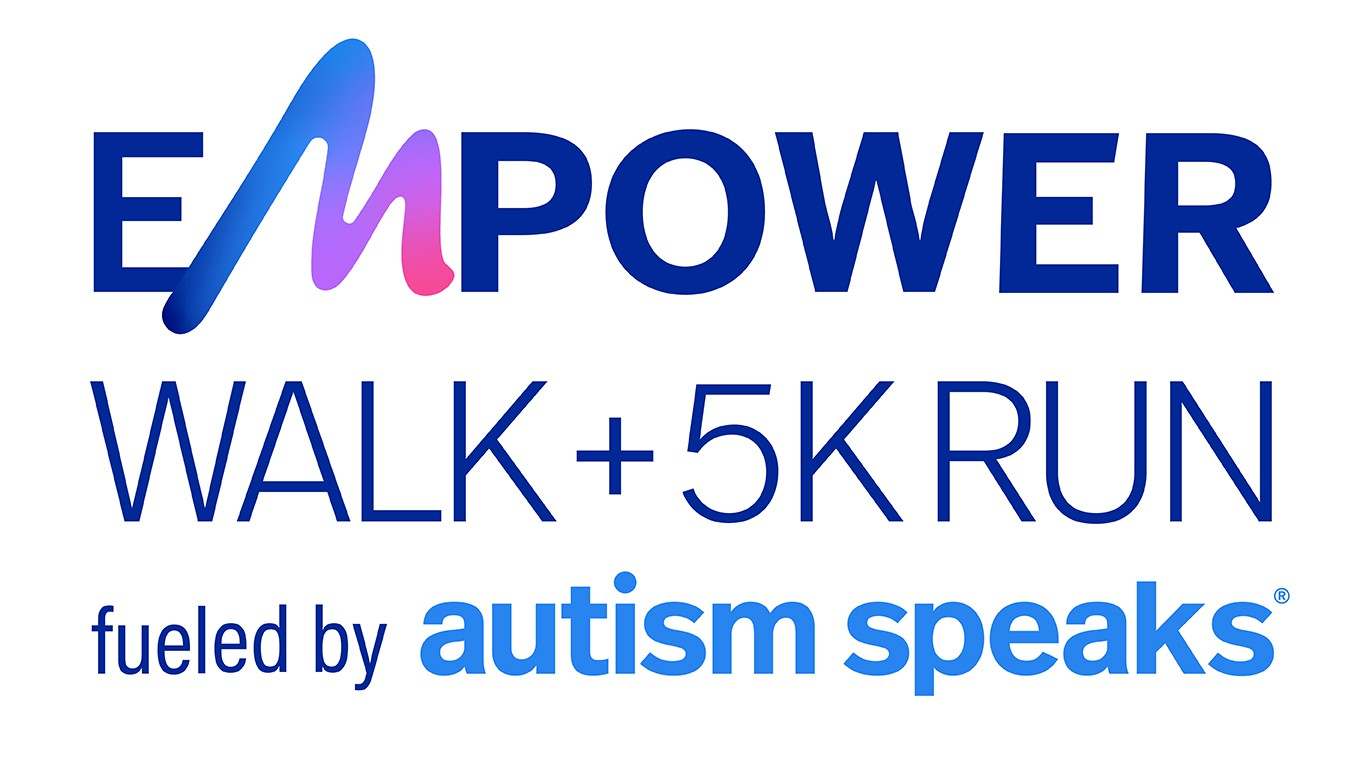 EMPOWER
WALK + 5K RUN
fueled by autism speaks®